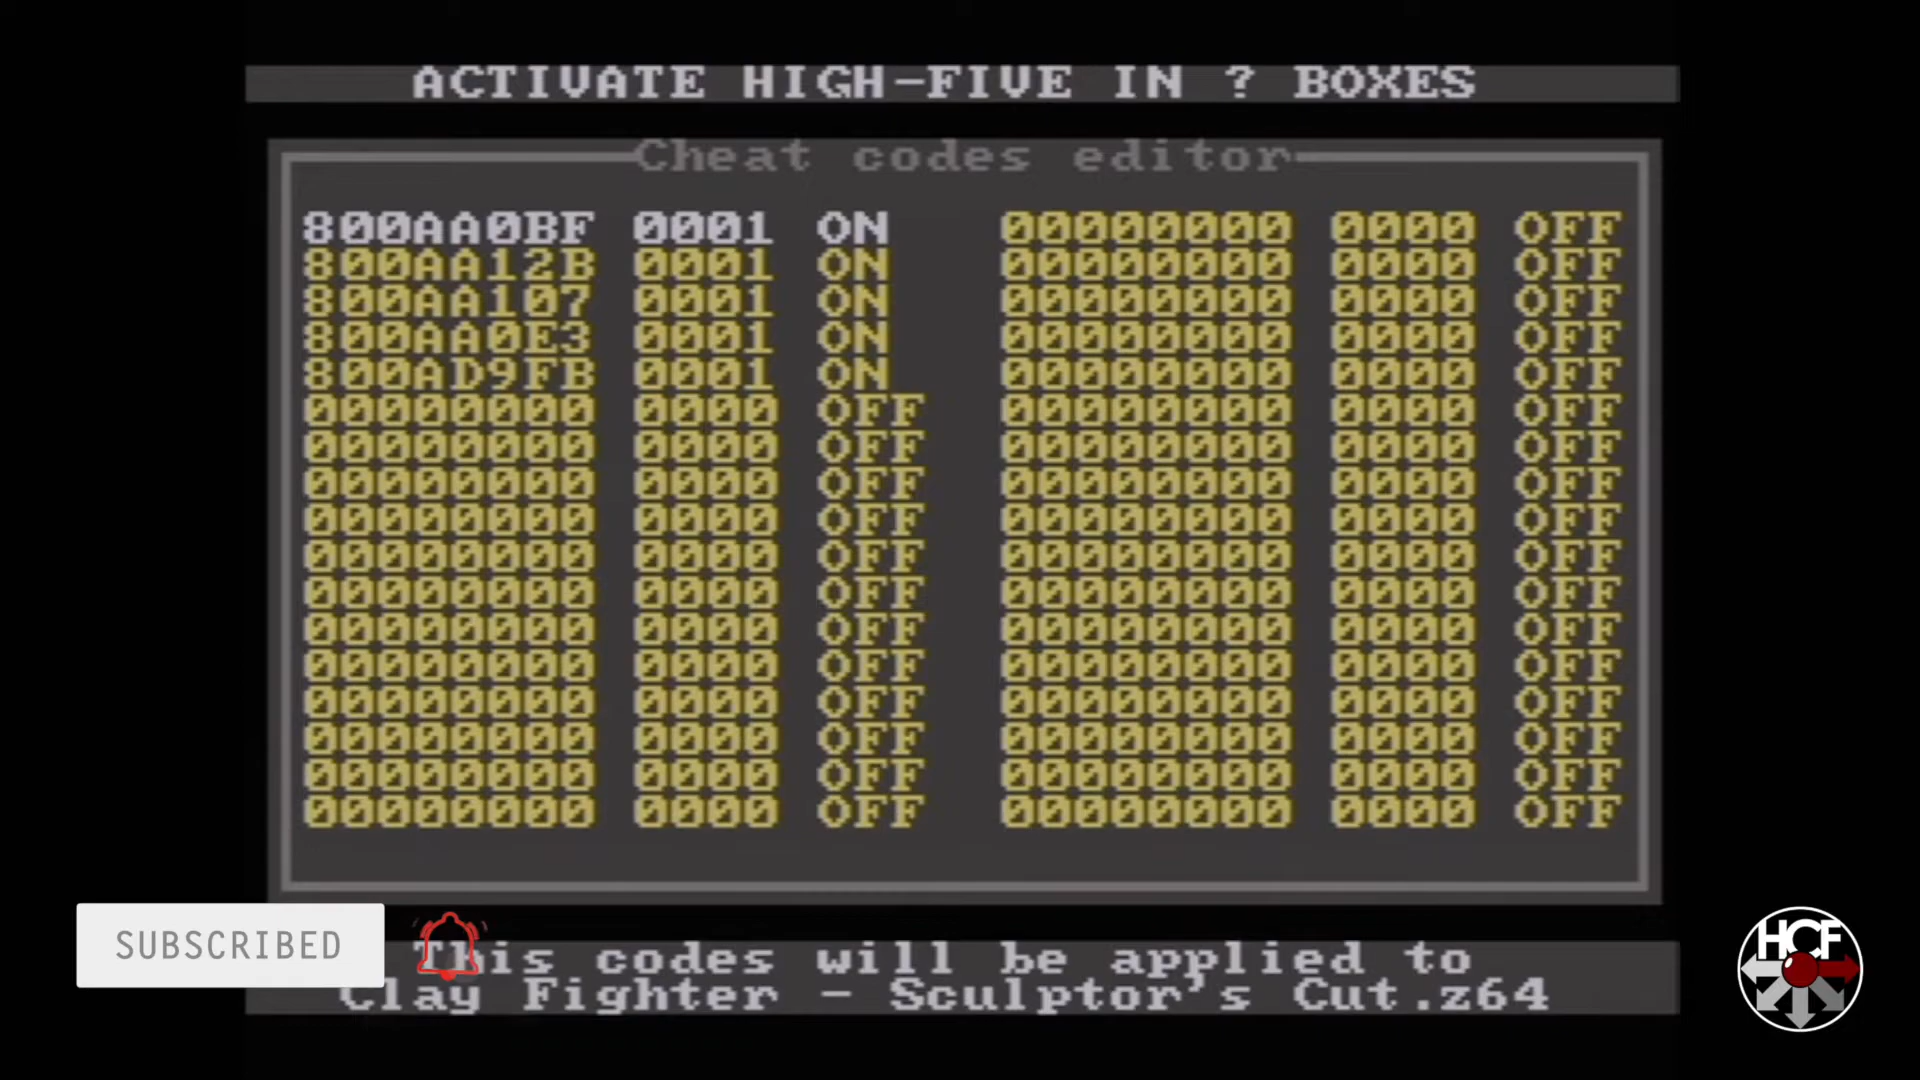 ACTIVATE HIGH-FIVE IN ? BOXES
Cheat codes editor
800AA0BF 0001 ON 00000000 0000 OFF
800AA12B 0001 ON 00000000 0000 OFF
800AA107 0001 ON 00000000 0000 OFF
800AA0E3 0001 ON 00000000 0000 OFF
800AD9FB 0001 ON 00000000 0000 OFF
00000000 0000 OFF 00000000 0000 OFF
00000000 0000 OFF 00000000 0000 OFF
00000000 0000 OFF 00000000 0000 OFF
00000000 0000 OFF 00000000 0000 OFF
00000000 0000 OFF 00000000 0000 OFF
00000000 0000 OFF 00000000 0000 OFF
00000000 0000 OFF 00000000 0000 OFF
00000000 0000 OFF 00000000 0000 OFF
00000000 0000 OFF 00000000 0000 OFF
00000000 0000 OFF 00000000 0000 OFF
00000000 0000 OFF 00000000 0000 OFF
00000000 0000 OFF 00000000 0000 OFF
SUBSCRIBED
This codes will be applied to
Clay Fighter - Sculptor's Cut.z64
HCF